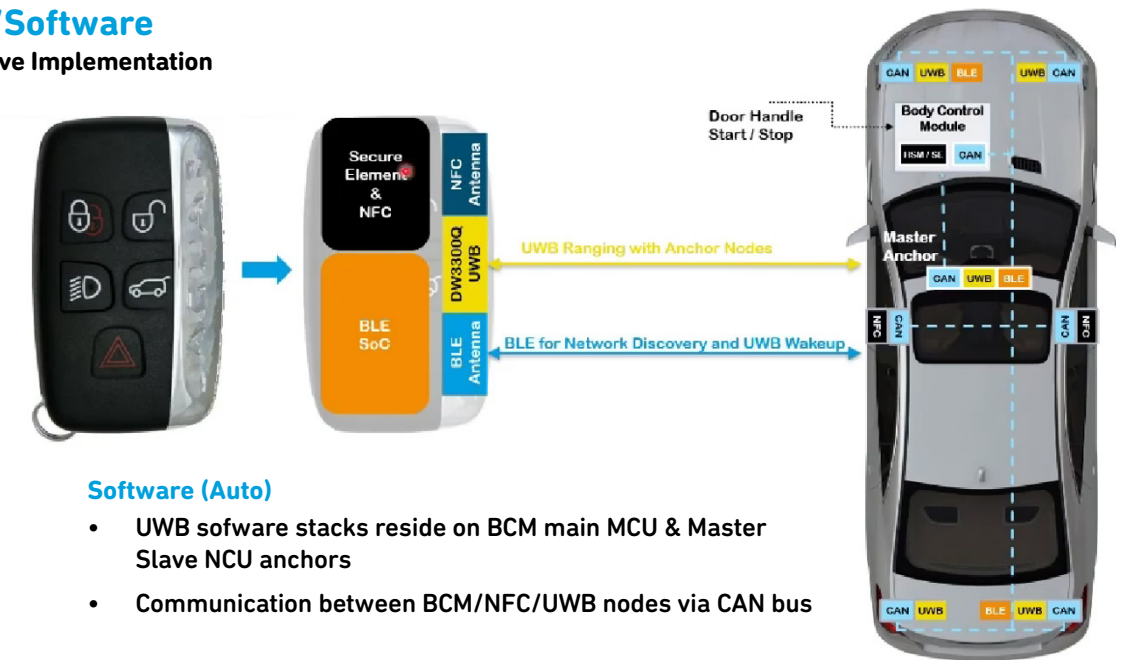 /Software
ve Implementation
CAN UWB BLE
UWB CAN
Door Handle
Start / Stop
Body Control
Module
HSM / SE CAN
Secure
Element
&
NFC
NFC
Antenna
DW3300Q
UWB
BLE
SoC
BLE
Antenna
UWB Ranging with Anchor Nodes
BLE for Network Discovery and UWB Wakeup
Master
Anchor
CAN UWB BLE
NFC
CAN
CAN
NFC
CAN UWB
BLE UWB CAN
Software (Auto)
• UWB sofware stacks reside on BCM main MCU & Master
Slave NCU anchors
• Communication between BCM/NFC/UWB nodes via CAN bus